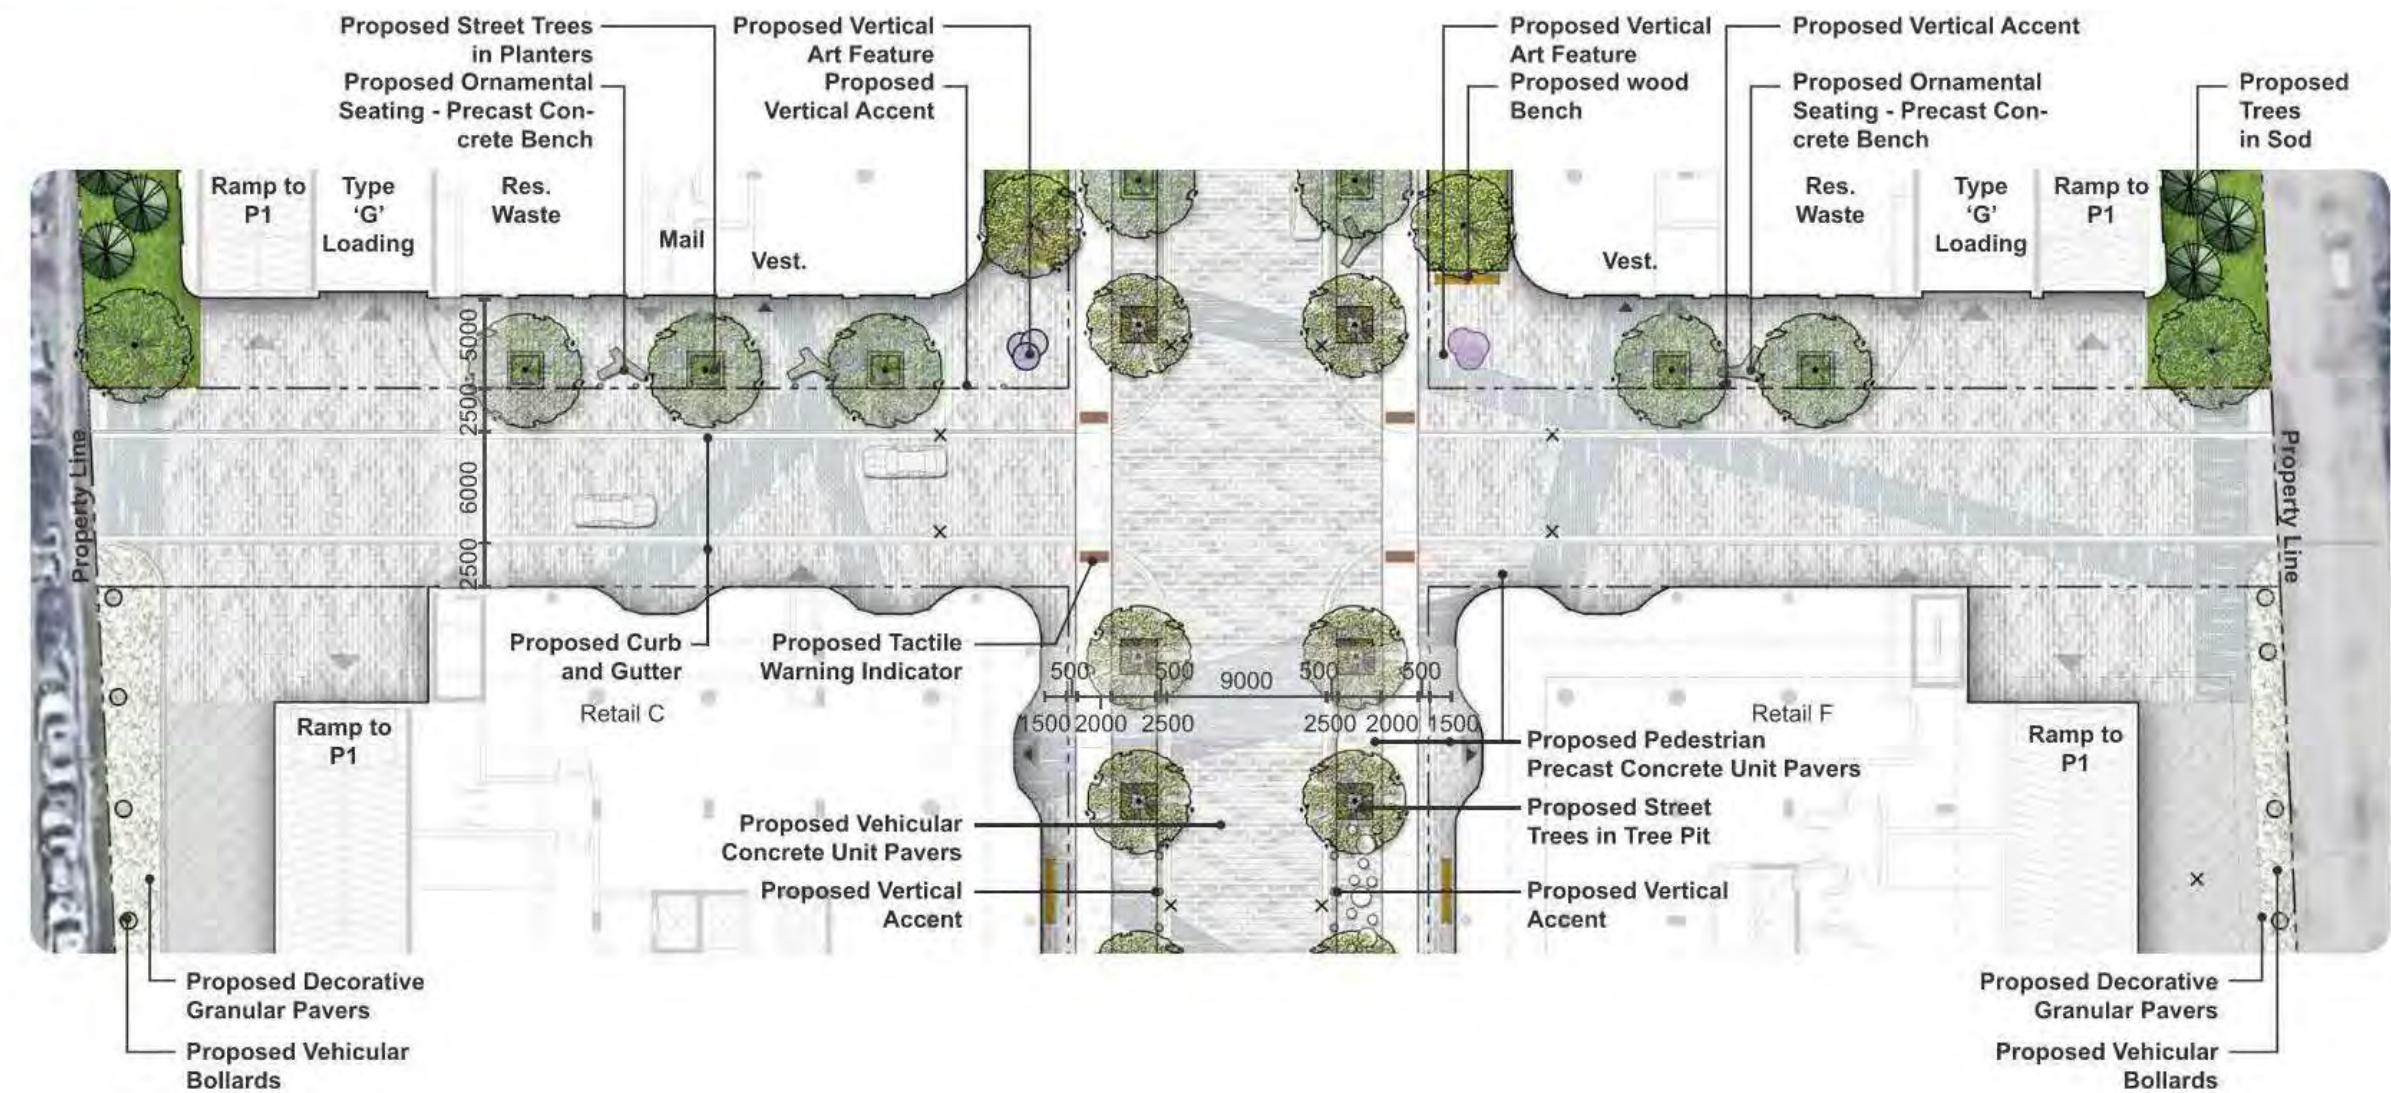 Proposed Street Trees
in Planters
Proposed Ornamental
Seating - Precast Con-
crete Bench
Proposed Vertical
Art Feature
Proposed
Vertical Accent
Proposed Vertical
Art Feature
Proposed wood
Bench
Proposed Vertical Accent
Proposed Ornamental
Seating - Precast Con-
crete Bench
Proposed
Trees
in Sod
Ramp to
P1
Type
‘G’
Loading
Res.
Waste
Mail
Vest.
Vest.
Res.
Waste
Type
‘G’
Loading
Ramp to
P1
5000
2500
6000
2500
Property Line
Property Line
Proposed Curb
and Gutter
Proposed Tactile
Warning Indicator
500
500
9000
500
500
1500
2000
2500
2500
2000
1500
Retail C
Retail F
Ramp to
P1
Ramp to
P1
Proposed Pedestrian
Precast Concrete Unit Pavers
Proposed Vehicular
Concrete Unit Pavers
Proposed Street
Trees in Tree Pit
Proposed Vertical
Accent
Proposed Vertical
Accent
Proposed Decorative
Granular Pavers
Proposed Vehicular
Bollards
Proposed Decorative
Granular Pavers
Proposed Vehicular
Bollards